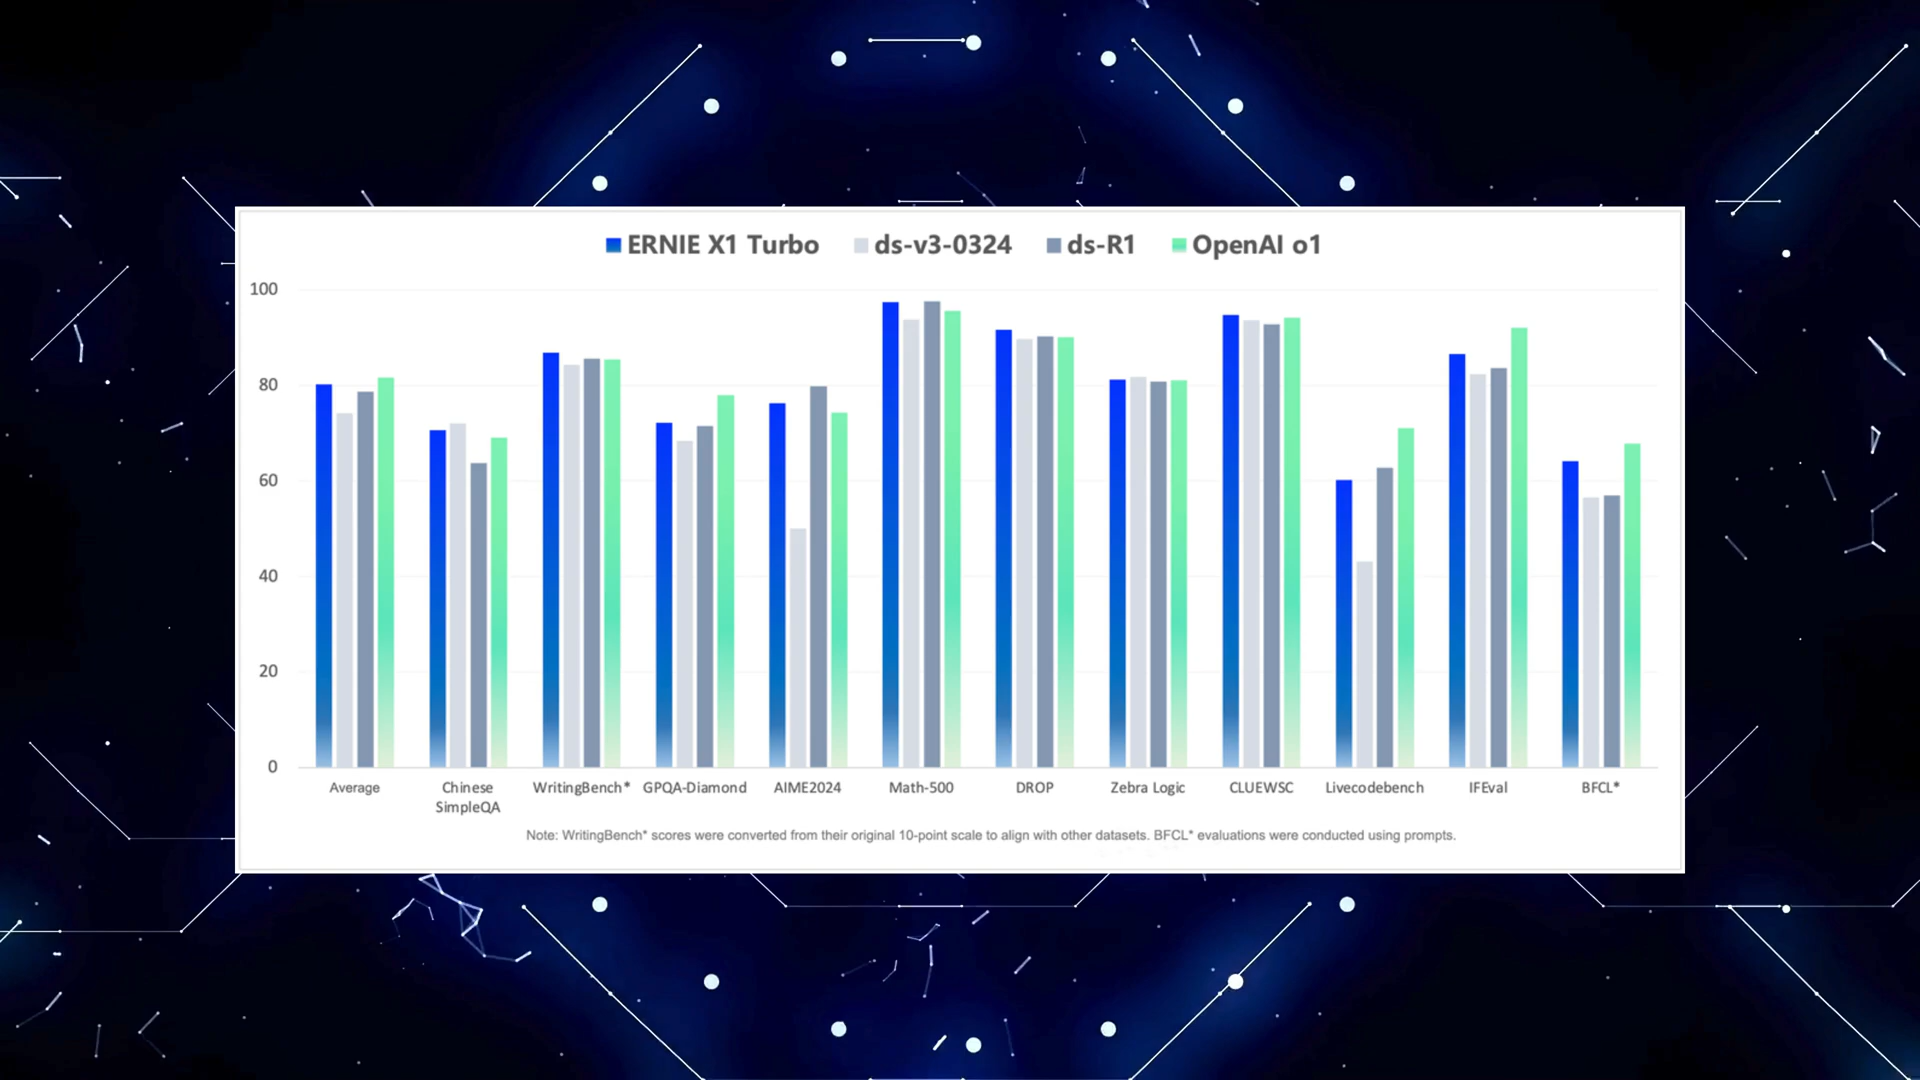 ERNIE X1 Turbo ds-v3-0324 ds-R1 OpenAI o1
100
80
60
40
20
0
Average Chinese SimpleQA WritingBench* GPQA-Diamond AIME2024 Math-500 DROP Zebra Logic CLUEWSC Livecodebench IFEval BFCL*
Note: WritingBench* scores were converted from their original 10-point scale to align with other datasets. BFCL* evaluations were conducted using prompts.